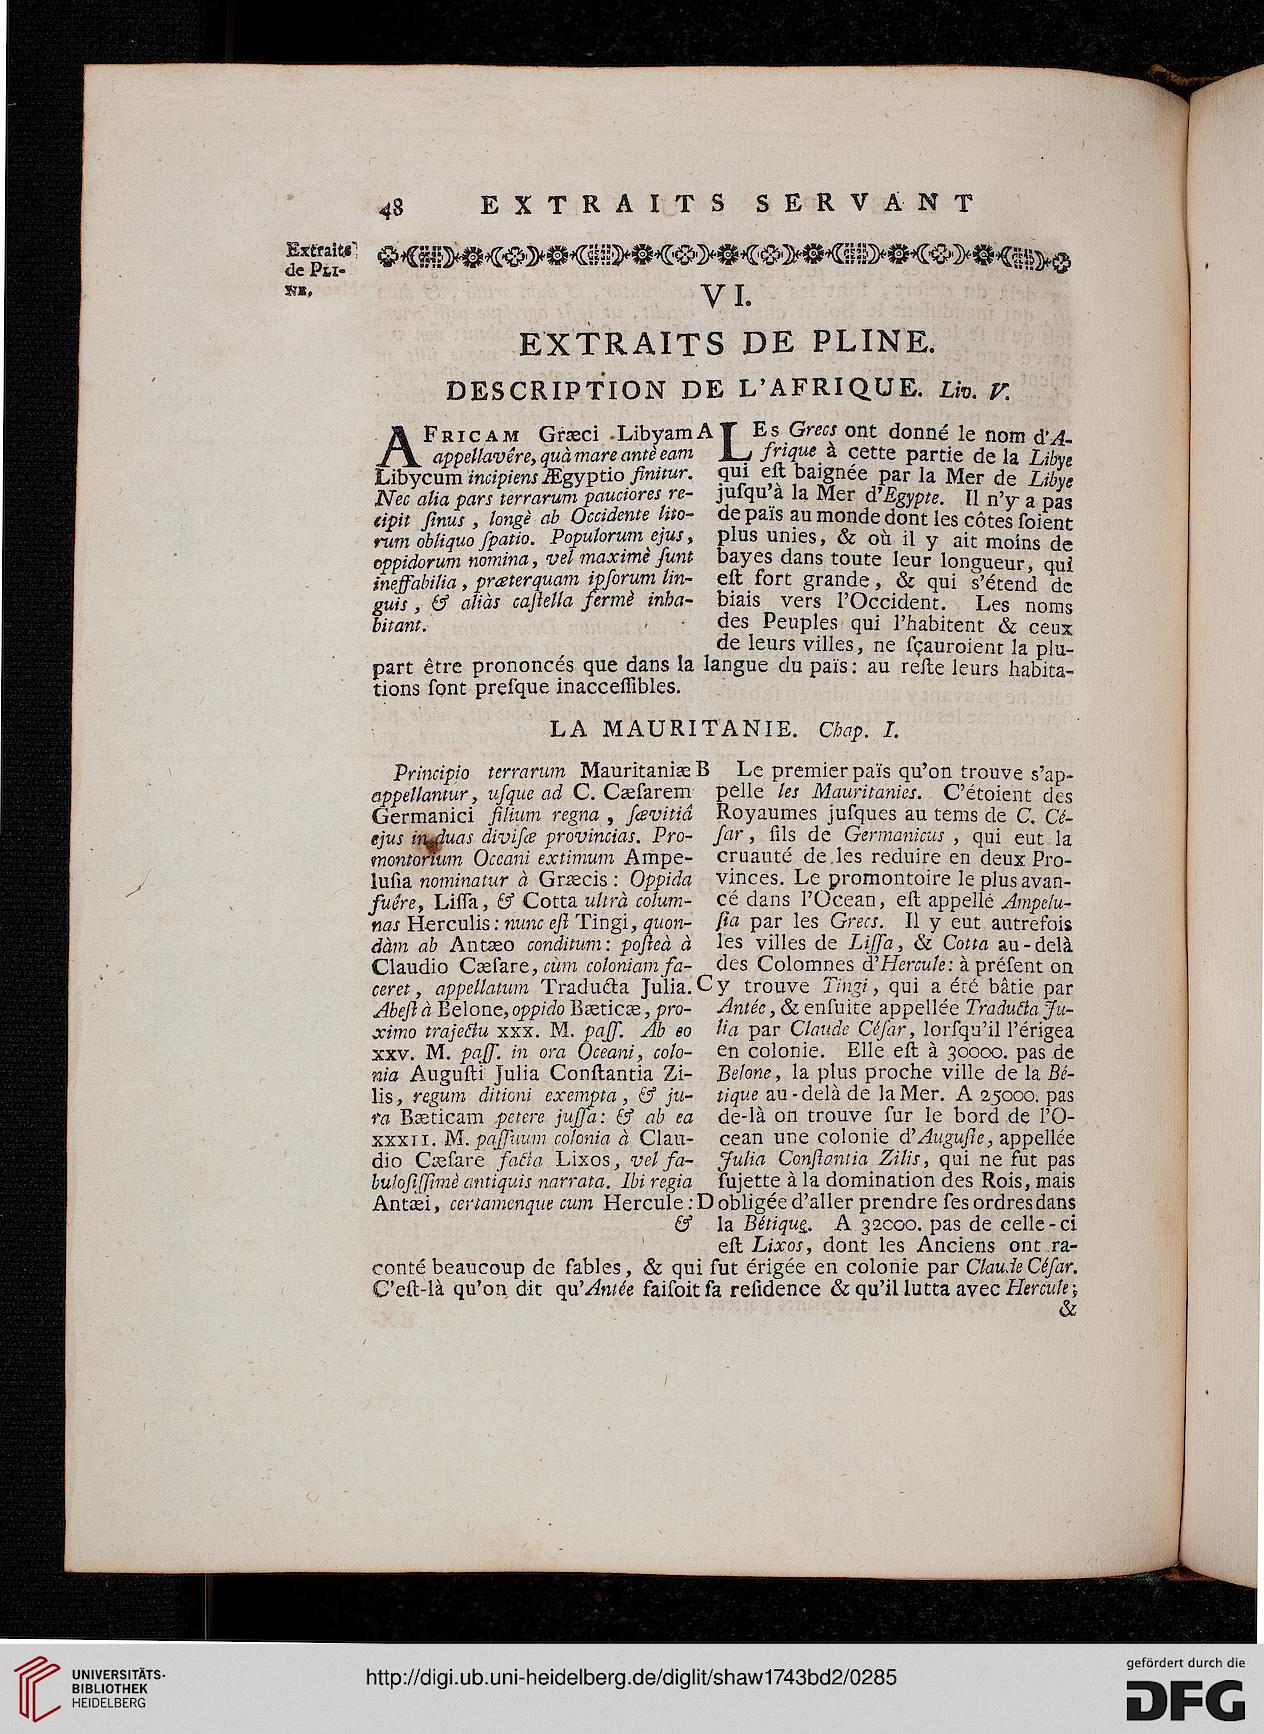 48 EXTRAITS SERVANT
Extraits
de PLI-
NE.
VI.
EXTRAITS DE PLINE.
DESCRIPTION DE L'AFRIQUE. Liv. V.
AFRICAM Græci Libyam A
appellavére, quà mare antè eam
Libycum incipiens Ægyptio finitur.
Nec alia pars terrarum pauciores re-
cipit ſinus, longè ab Occidente lito-
rum obliquo ſpatio. Populorum ejus,
oppidorum nomina, vel maximè ſunt
ineffabilia, præterquam ipſorum lin-
guis, & aliàs caſtella fermè inha-
bitant.
LEs Grecs ont donné le nom d'A-
frique à cette partie de la Libye
qui eſt baignée par la Mer de Libye
juſqu'à la Mer d'Egypte. Il n'y a pas
de païs au monde dont les côtes ſoient
plus unies, & où il y ait moins de
bayes dans toute leur longueur, qui
eſt fort grande, & qui s'étend de
biais vers l'Occident. Les noms
des Peuples qui l'habitent & ceux
de leurs villes, ne ſçauroient la plu-
part être prononcés que dans la langue du païs: au reſte leurs habita-
tions ſont preſque inacceſſibles.
LA MAURITANIE. Chap. I.
Principio terrarum Mauritaniæ B
appellantur, uſque ad C. Cæſarem
Germanici filium regna, ſævitiâ
ejus in duas diviſæ provincias. Pro-
montorium Oceani extimum Ampe-
luſia nominatur à Græcis: Oppida
fuére, Liſſa, & Cotta ultrà colum-
nas Herculis: nunc eſt Tingi, quon-
dàm ab Antæo conditum: poſteà à
Claudio Cæſare, cùm coloniam fa-
ceret, appellatum Traducta Julia. C
Abeſt à Belone, oppido Bæticæ, pro-
ximo trajectu XXX. M. paſſ. Ab eo
XXV. M. paſſ. in ora Oceani, colo-
nia Auguſti Julia Conſtantia Zi-
lis, regum ditioni exempta, & ju-
ra Bæticam petere juſſa: & ab ea
XXXII. M. paſſuum colonia à Clau-
dio Cæſare facta Lixos, vel fa-
buloſiſſimè antiquis narrata. Ibi regia
Antæi, certamenque cum Hercule: D
&
Le premier païs qu'on trouve s'ap-
pelle les Mauritanies. C'étoient des
Royaumes juſques au tems de C. Cé-
ſar, fils de Germanicus, qui eut la
cruauté de les reduire en deux Pro-
vinces. Le promontoire le plus avan-
cé dans l'Ocean, eſt appellé Ampelu-
ſia par les Grecs. Il y eut autrefois
les villes de Liſſa, & Cotta au-delà
des Colomnes d'Hercule: à préſent on
y trouve Tingi, qui a été bâtie par
Antée, & enſuite appellée Traducta Ju-
lia par Claude Céſar, lorſqu'il l'érigea
en colonie. Elle eſt à 30000. pas de
Belone, la plus proche ville de la Bé-
tique au-delà de la Mer. A 25000. pas
de-là on trouve ſur le bord de l'O-
cean une colonie d'Auguſte, appellée
Julia Conſtantia Zilis, qui ne fut pas
ſujette à la domination des Rois, mais
obligée d'aller prendre ſes ordres dans
la Bétique. A 32000. pas de celle-ci
eſt Lixos, dont les Anciens ont ra-
conté beaucoup de fables, & qui fut érigée en colonie par Claude Céſar.
C'eſt-là qu'on dit qu'Antée faiſoit ſa reſidence & qu'il lutta avec Hercule;
&
UNIVERSITÄTS-
BIBLIOTHEK
HEIDELBERG
http://digi.ub.uni-heidelberg.de/diglit/shaw1743bd2/0285
gefördert durch die
DFG